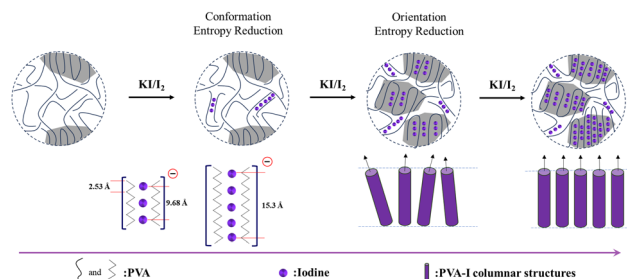 Conformation
Entropy Reduction
Orientation
Entropy Reduction
KI/I₂
KI/I₂
KI/I₂
2.53 Å
9.68 Å
15.3 Å
and :PVA
:Iodine
:PVA-I columnar structures